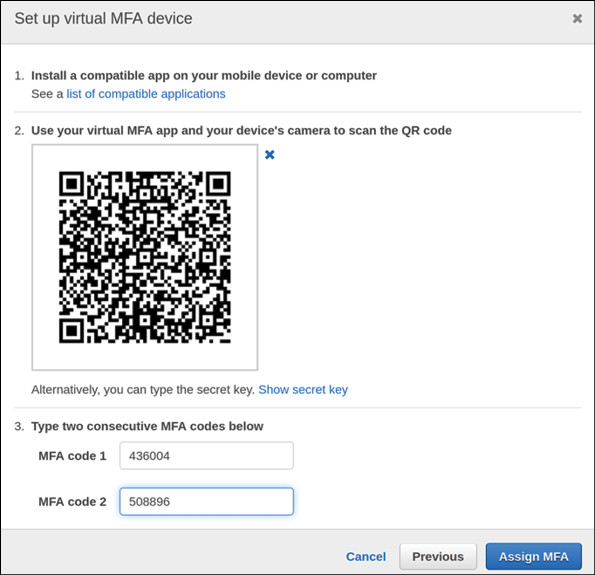 Set up virtual MFA device
1. Install a compatible app on your mobile device or computer
See a list of compatible applications
2. Use your virtual MFA app and your device's camera to scan the QR code
Alternatively, you can type the secret key. Show secret key
3. Type two consecutive MFA codes below
MFA code 1 436004
MFA code 2 508896
Cancel Previous Assign MFA